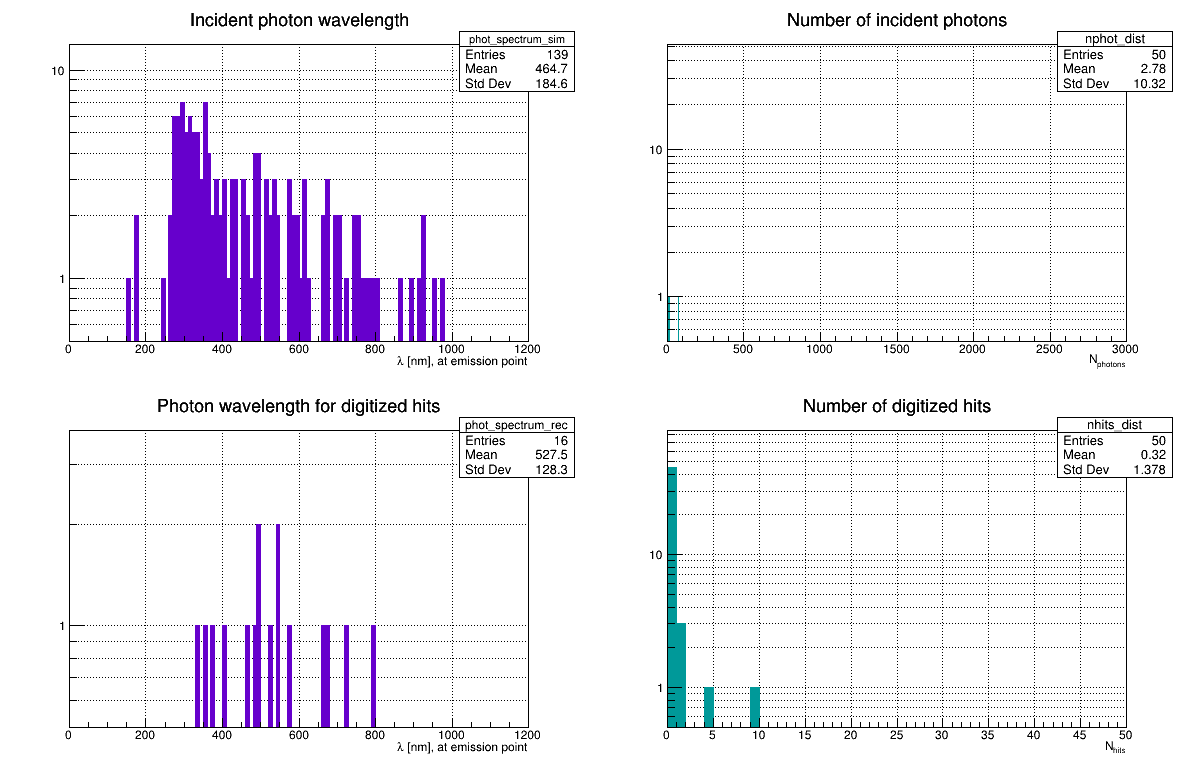 Incident photon wavelength
phot_spectrum_sim
Entries 139
Mean 464.7
Std Dev 184.6
10
1
0 200 400 600 800 1000 1200
λ [nm], at emission point
Number of incident photons
nphot_dist
Entries 50
Mean 2.78
Std Dev 10.32
10
1
0 500 1000 1500 2000 2500 3000
Nphotons
Photon wavelength for digitized hits
phot_spectrum_rec
Entries 16
Mean 527.5
Std Dev 128.3
1
0 200 400 600 800 1000 1200
λ [nm], at emission point
Number of digitized hits
nhits_dist
Entries 50
Mean 0.32
Std Dev 1.378
10
1
0 5 10 15 20 25 30 35 40 45 50
Nhits